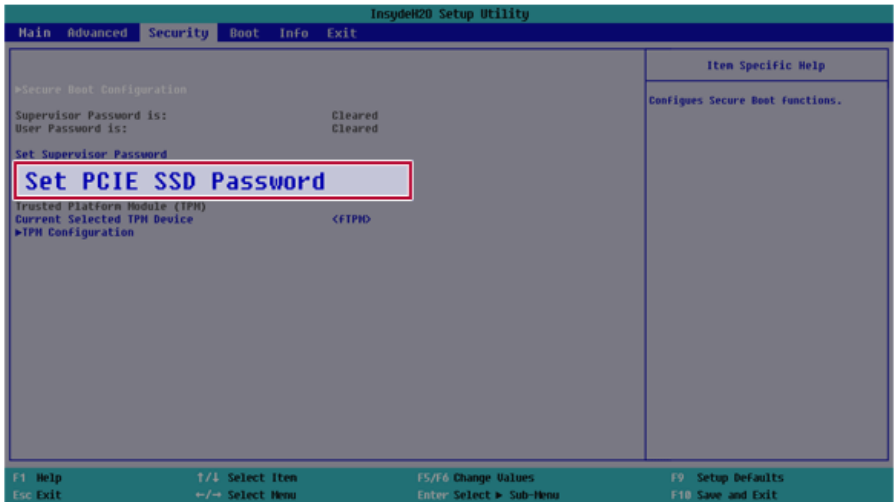 InsydeH20 Setup Utility
Main Advanced Security Boot Info Exit
Item Specific Help
▶Secure Boot Configuration
Configues Secure Boot functions.
Supervisor Password is: Cleared
User Password is: Cleared
Set Supervisor Password
Set PCIE SSD Password
Trusted Platform Module (TPM)
Current Selected TPM Device <fTPM>
▶TPM Configuration
F1 Help ↑/↓ Select Item F5/F6 Change Values F9 Setup Defaults
Esc Exit ←/→ Select Menu Enter Select ▶ Sub-Menu F10 Save and Exit